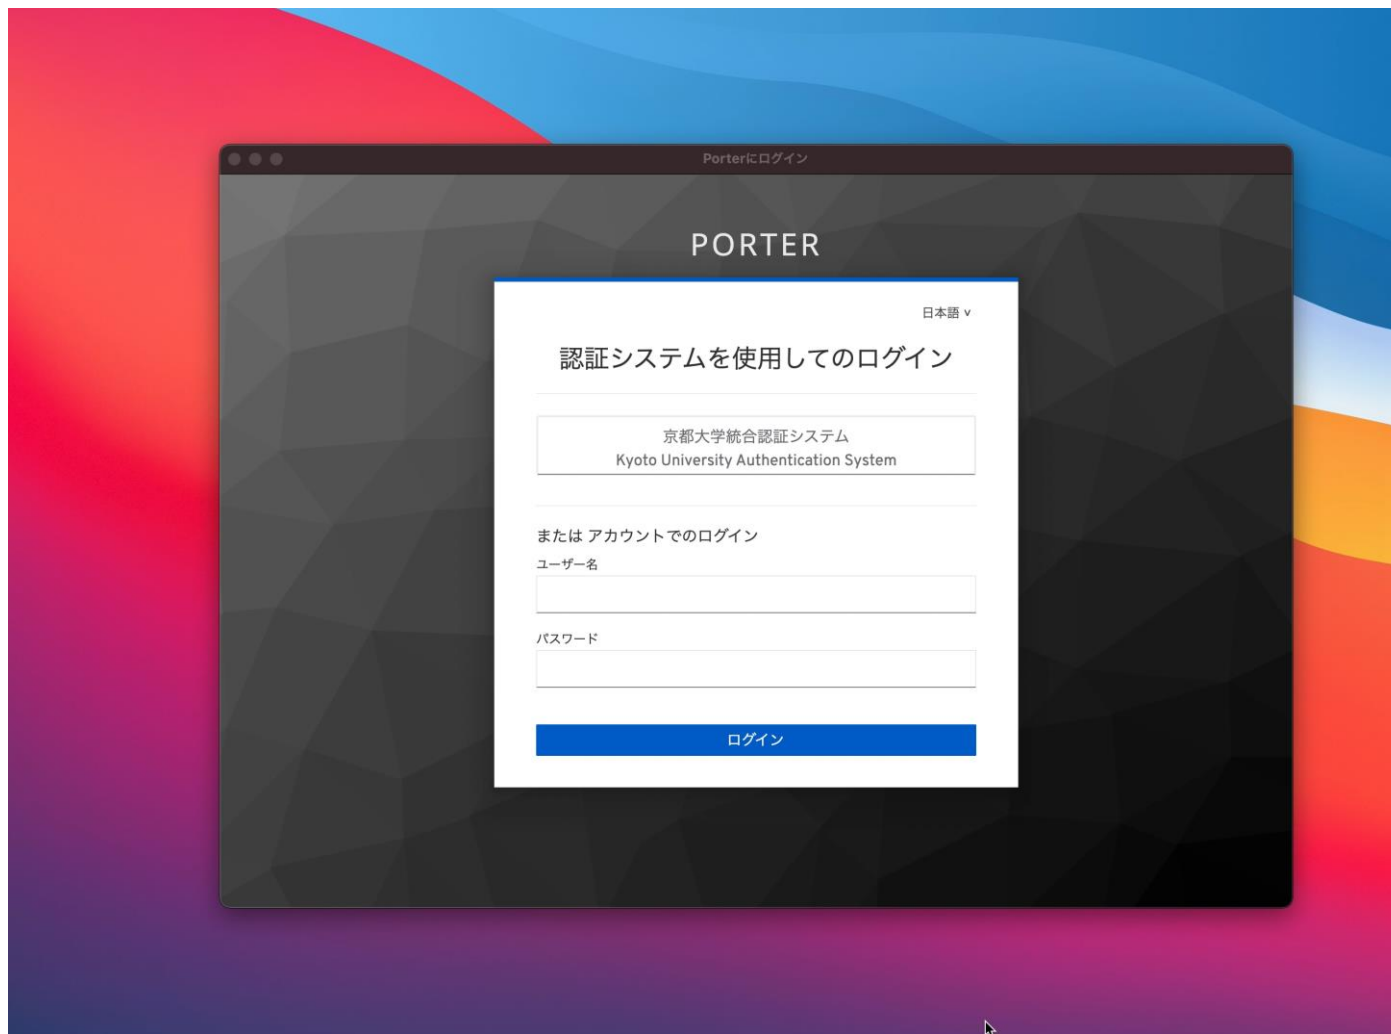 Porterにログイン
PORTER
日本語 ∨
認証システムを使用してのログイン
京都大学統合認証システム
Kyoto University Authentication System
または アカウントでのログイン
ユーザー名
パスワード
ログイン